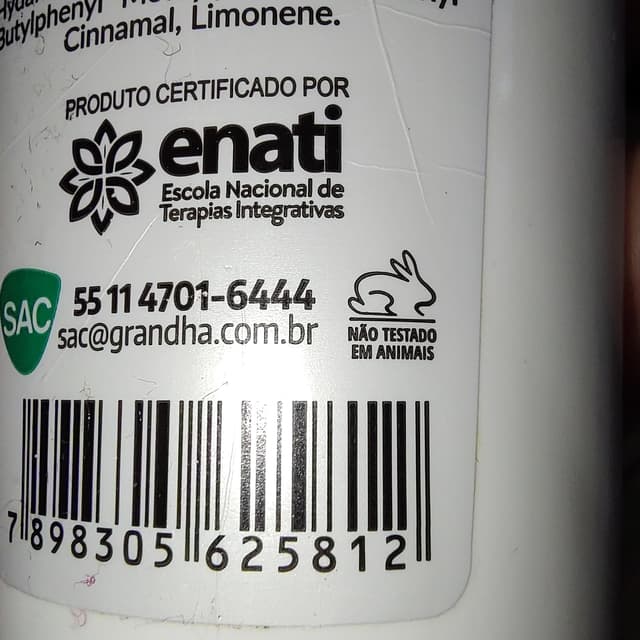 Butylphenyl
Cinnamal, Limonene.
PRODUTO CERTIFICADO POR
enati
Escola Nacional de
Terapias Integrativas
SAC
55 11 4701-6444
sac@grandha.com.br
NÃO TESTADO
EM ANIMAIS
7 898305 625812